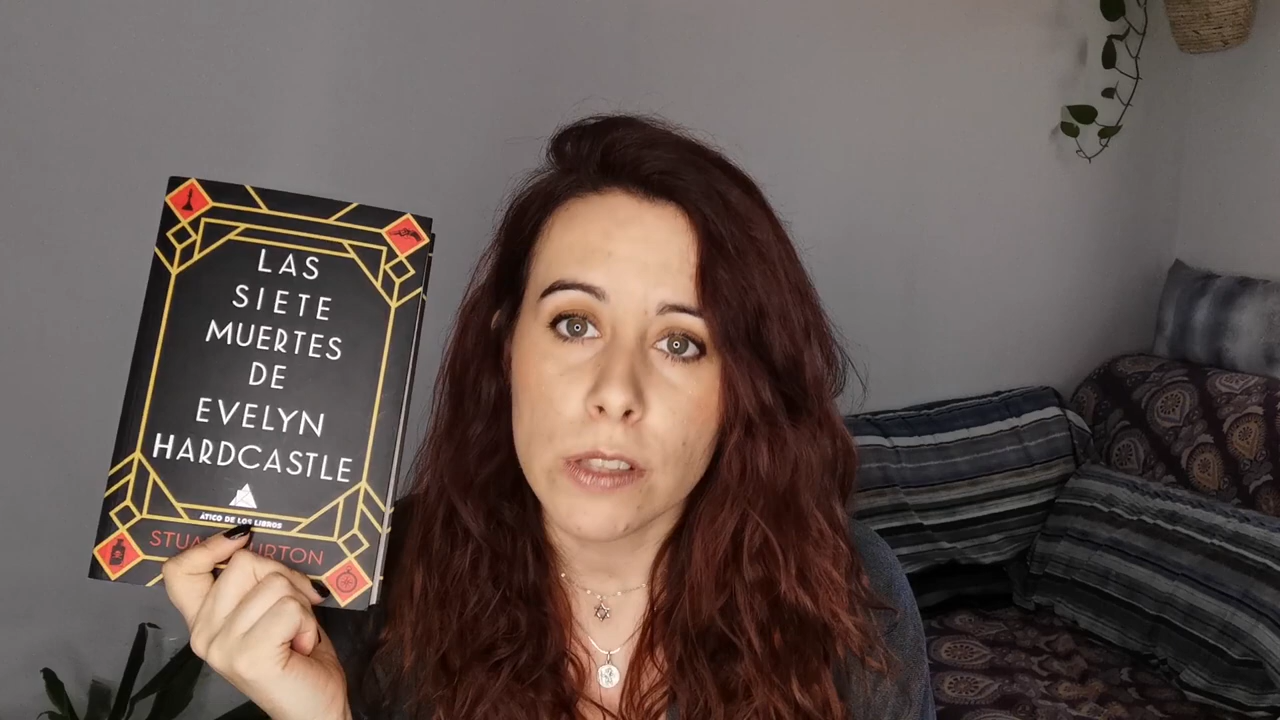 LAS
SIETE
MUERTES
DE
EVELYN
HARDCASTLE
ÁTICO DE LOS LIBROS